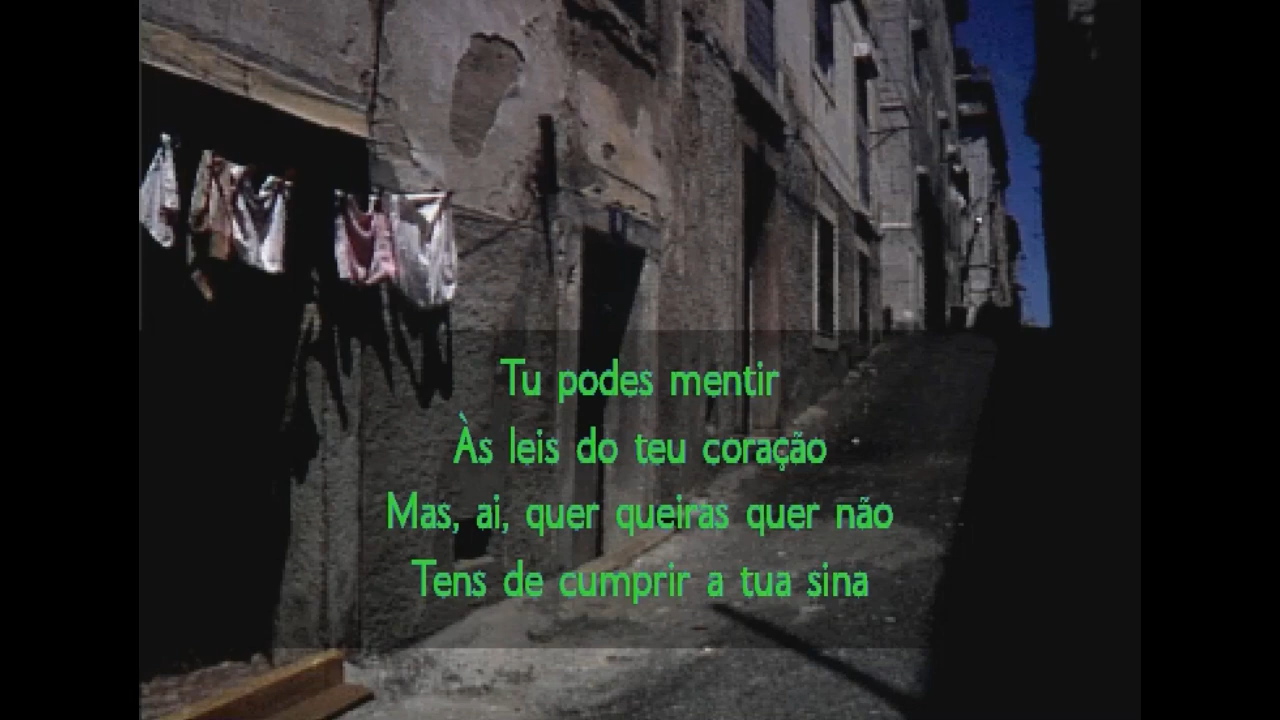 Tu podes mentir
Às leis do teu coração
Mas, ai, quer queiras quer não
Tens de cumprir a tua sina